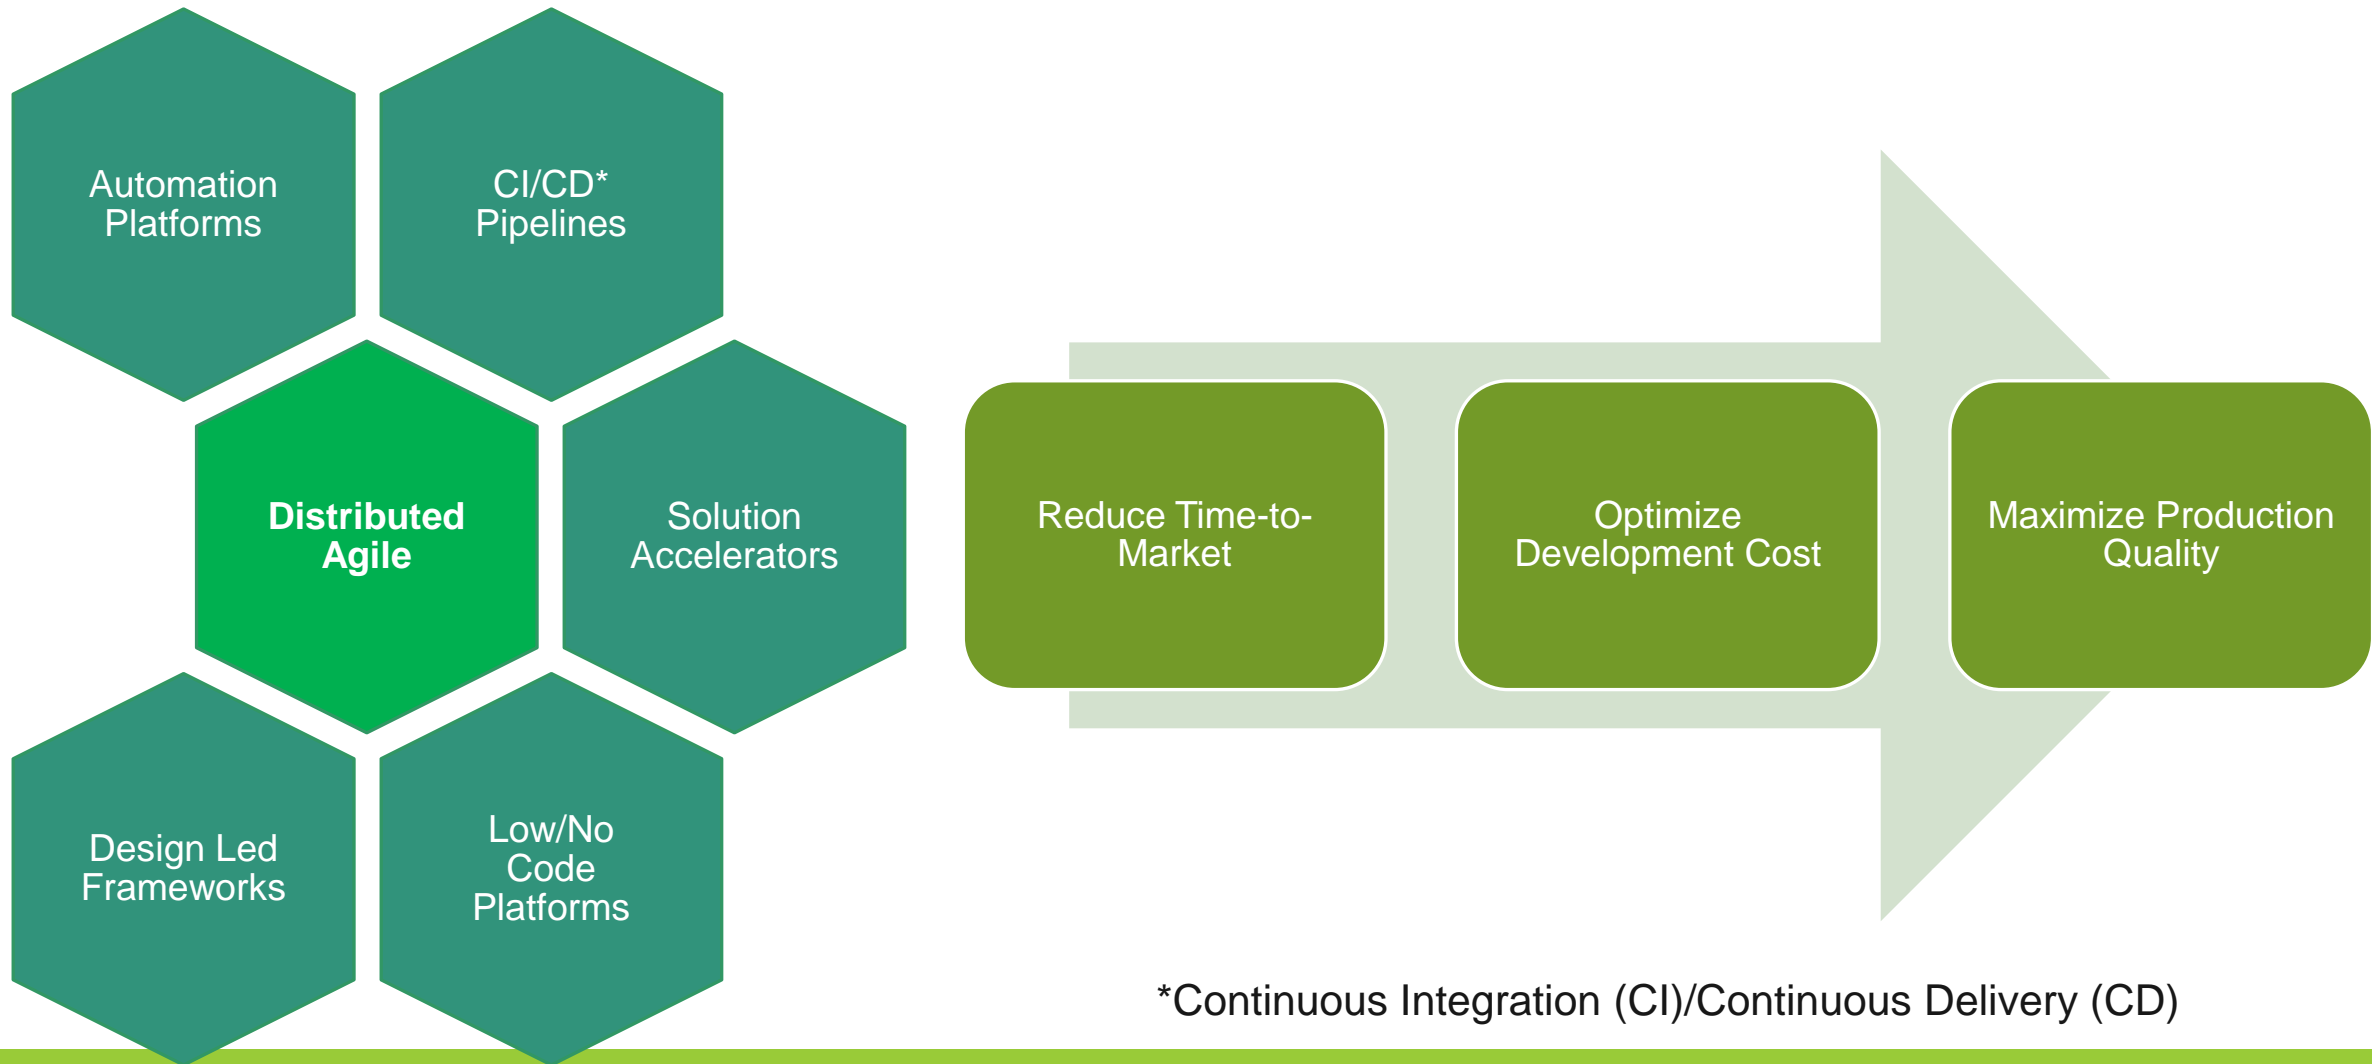 Automation
Platforms
CI/CD*
Pipelines
Distributed
Agile
Solution
Accelerators
Design Led
Frameworks
Low/No
Code
Platforms
Reduce Time-to-
Market
Optimize
Development Cost
Maximize Production
Quality
*Continuous Integration (CI)/Continuous Delivery (CD)